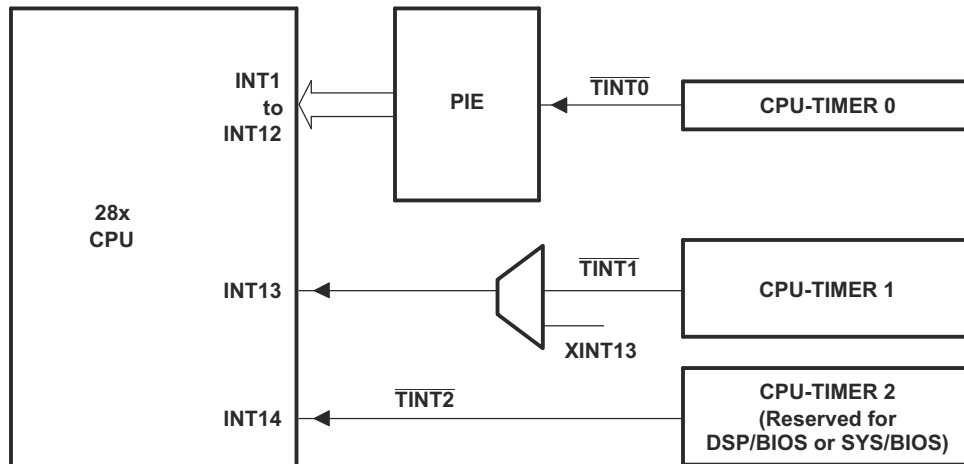 INT1
to
INT12
PIE
TINT0
CPU-TIMER 0
28x
CPU
INT13
TINT1
CPU-TIMER 1
XINT13
INT14
TINT2
CPU-TIMER 2
(Reserved for
DSP/BIOS or SYS/BIOS)